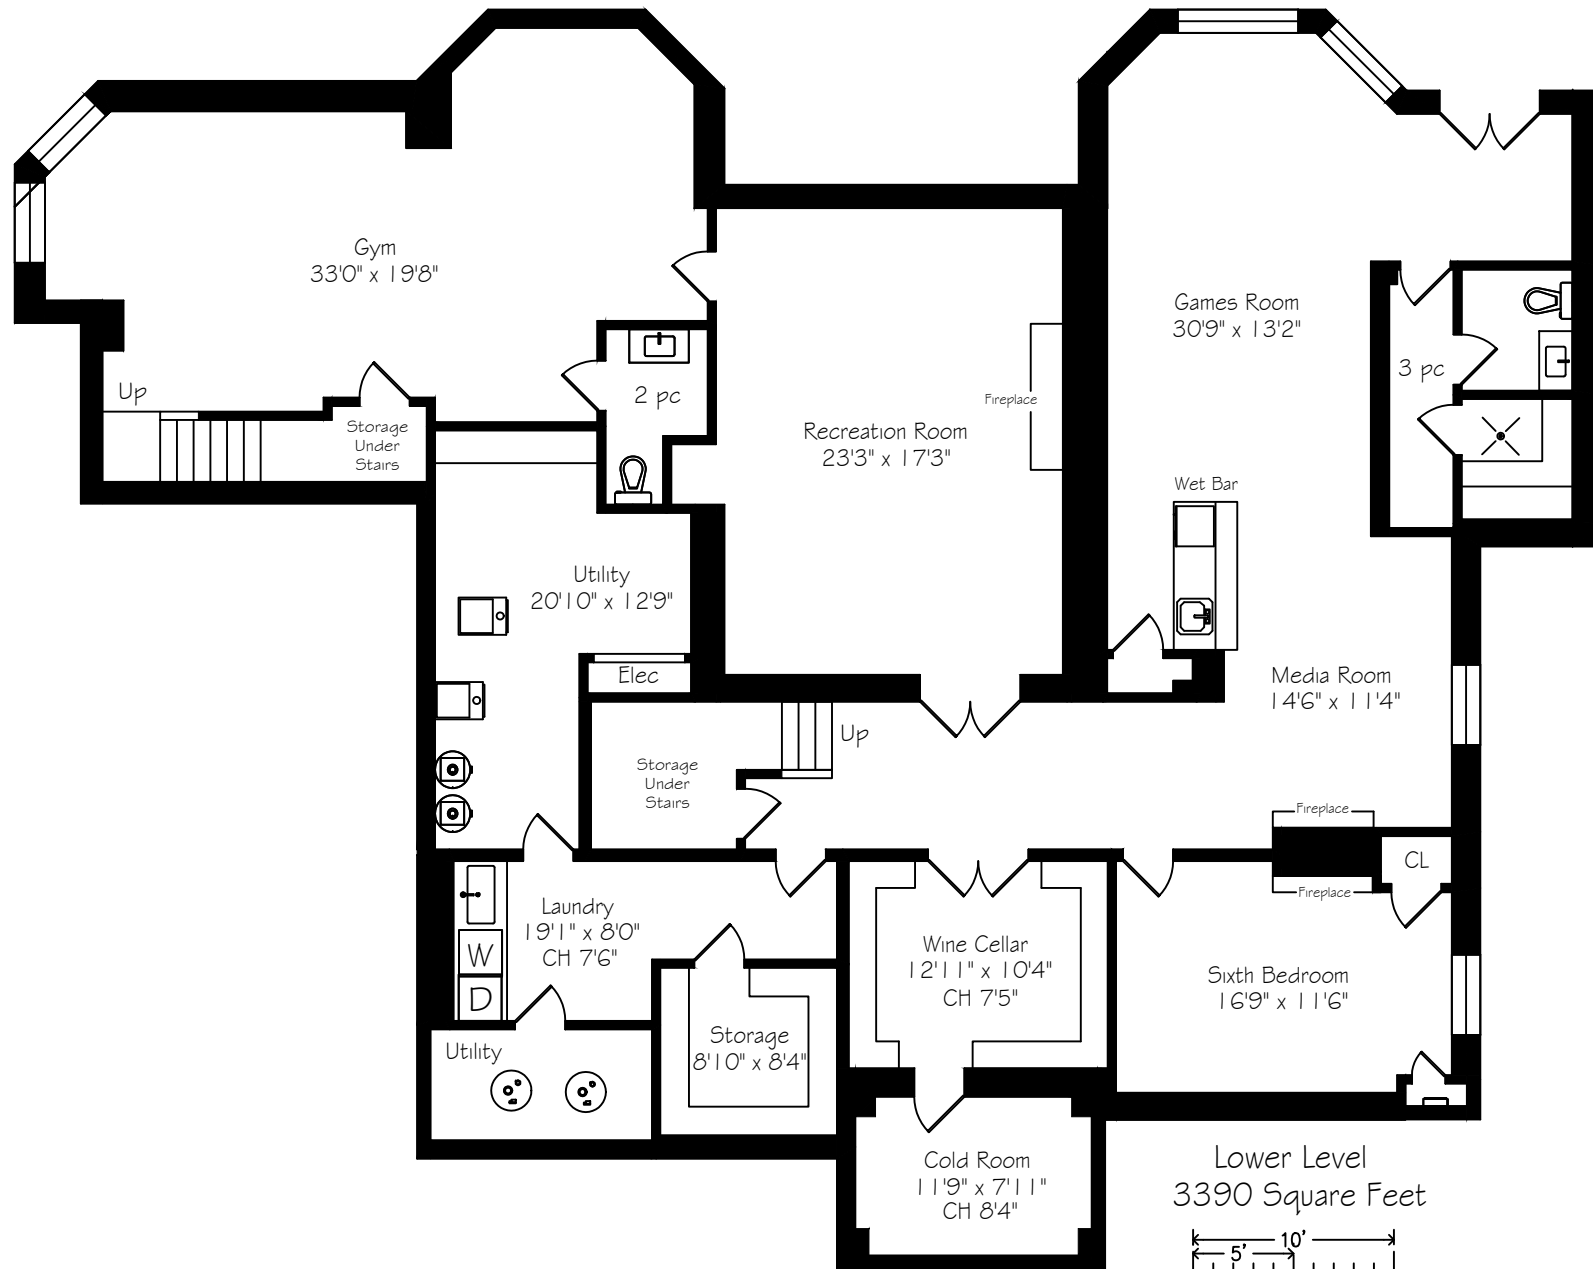 Gym
33'0" x 19'8"
Games Room
30'9" x 13'2"
Up
2 pc
3 pc
Fireplace
Storage
Under
Stairs
Recreation Room
23'3" x 17'3"
Wet Bar
Utility
20'10" x 12'9"
Elec
Media Room
14'6" x 11'4"
Up
Storage
Under
Stairs
Fireplace
CL
Fireplace
Laundry
19'1" x 8'0"
CH 7'6"
W
D
Wine Cellar
12'11" x 10'4"
CH 7'5"
Sixth Bedroom
16'9" x 11'6"
Storage
8'10" x 8'4"
Utility
Cold Room
11'9" x 7'11"
CH 8'4"
Lower Level
3390 Square Feet
10'
5'